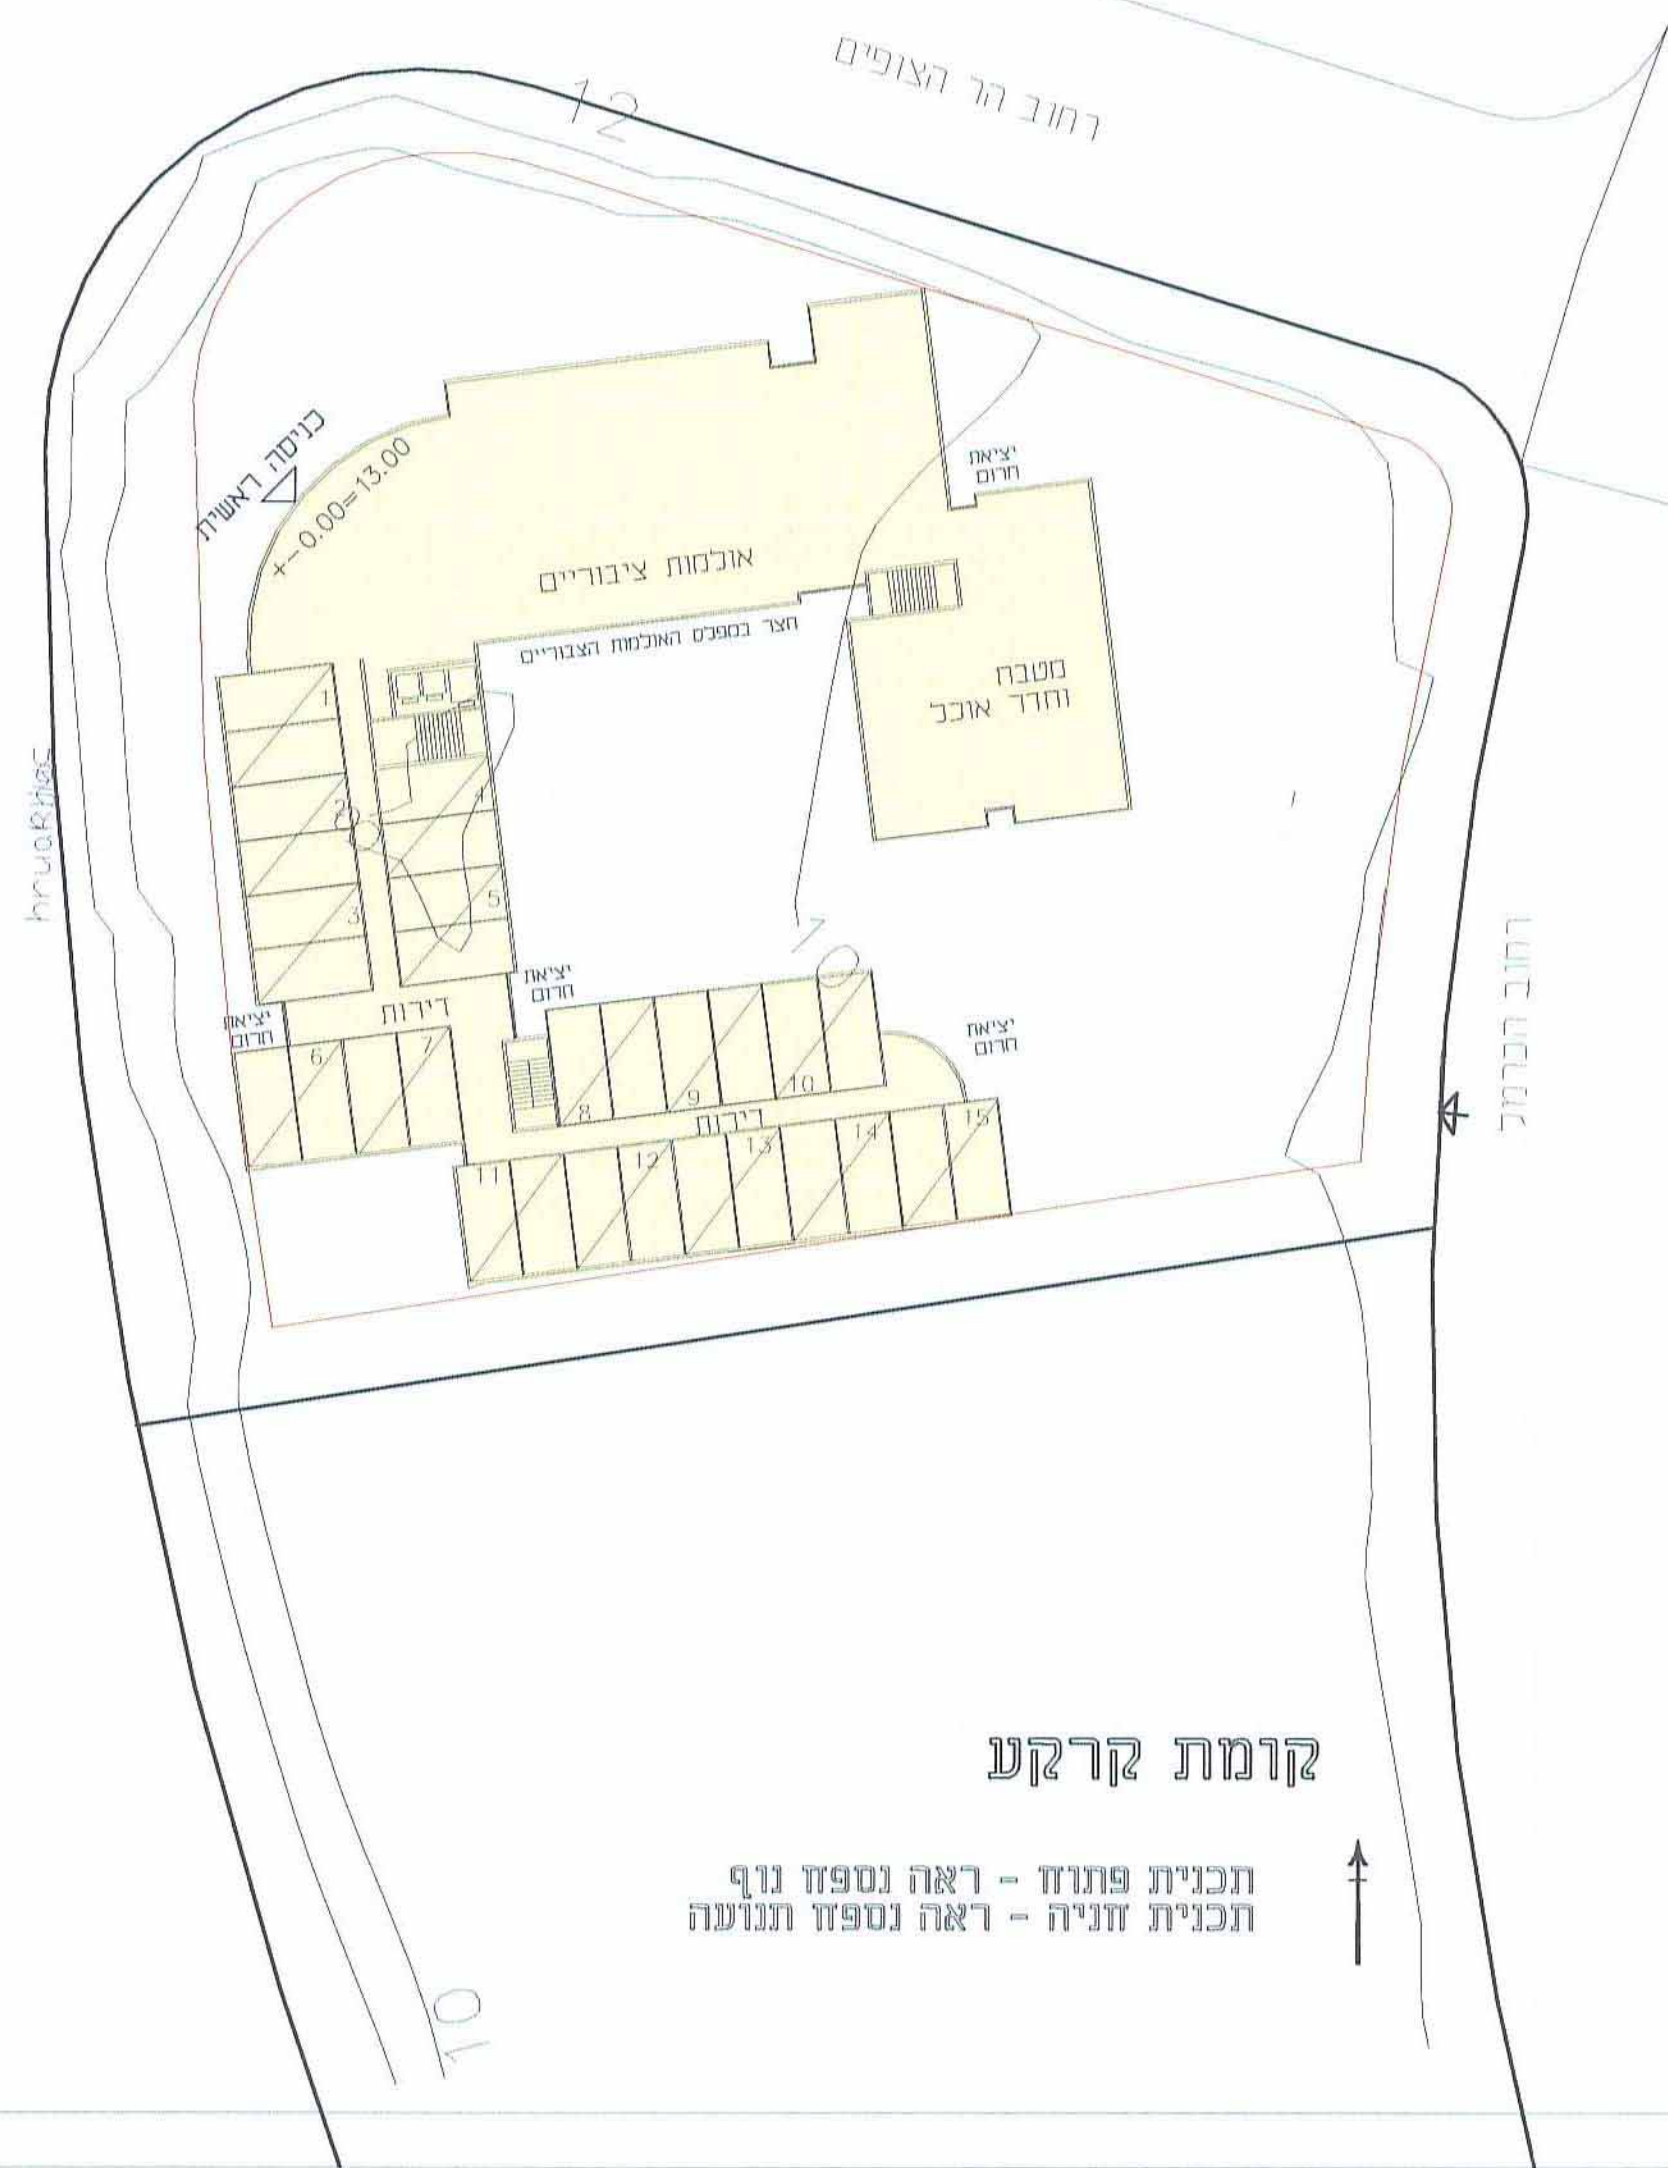 רחוב הר הצופים
12
כניסה ראשית
+-0.00=13.00
יציאת
חרום
אולמות ציבוריים
חצר במפלס האולמות הצבוריים
מטבח
וחדר אוכל
1
2
3
4
5
10
יציאת
חרום
דירות
יציאת
חרום
יציאת
חרום
6
7
8
9
10
דירות
11
12
13
14
15
רחוב הכרמל
קומת קרקע
תכנית פתוח - ראה נספח נוף
תכנית חניה - ראה נספח תנועה
10